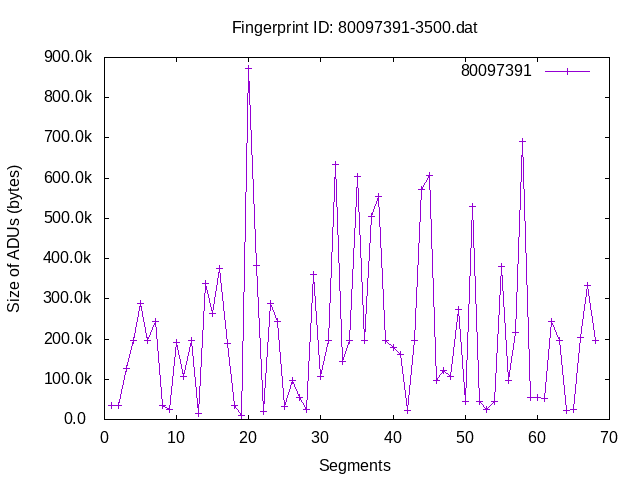 Fingerprint ID: 80097391-3500.dat
900.0k
80097391
800.0k
700.0k
600.0k
500.0k
400.0k
300.0k
200.0k
100.0k
0.0
Size of ADUs (bytes)
0 10 20 30 40 50 60 70
Segments